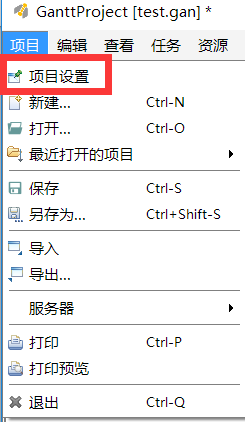 GanttProject [test.gan] *
项目 编辑 查看 任务 资源
项目设置
新建... Ctrl-N
打开... Ctrl-O
最近打开的项目
保存 Ctrl-S
另存为... Ctrl+Shift-S
导入
导出...
服务器
打印 Ctrl-P
打印预览
退出 Ctrl-Q